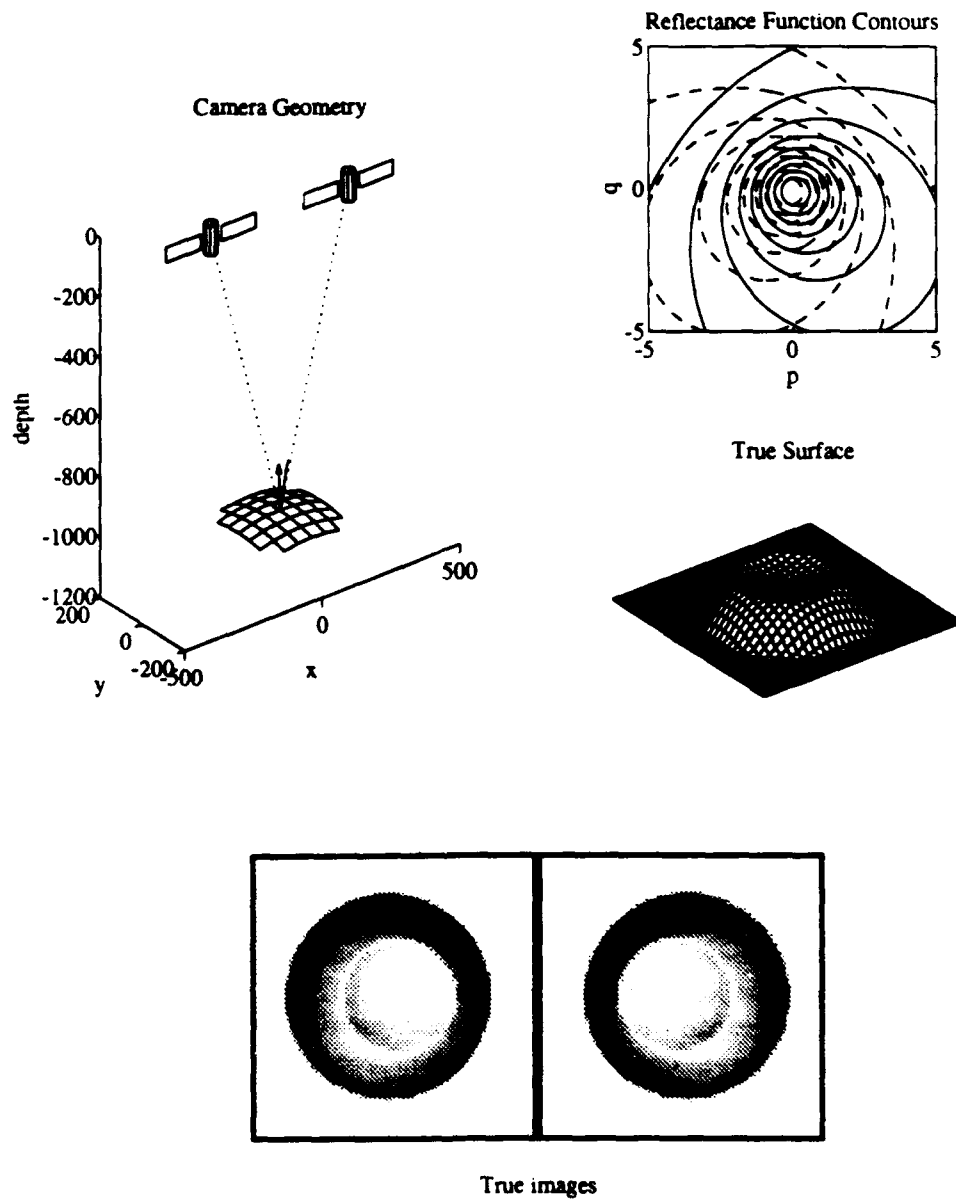 Reflectance Function Contours
5
q
0
-5
-5
0
5
p
Camera Geometry
0
-200
-400
-600
-800
-1000
-1200
depth
200
0
-200
y
-500
0
500
x
True Surface
True images